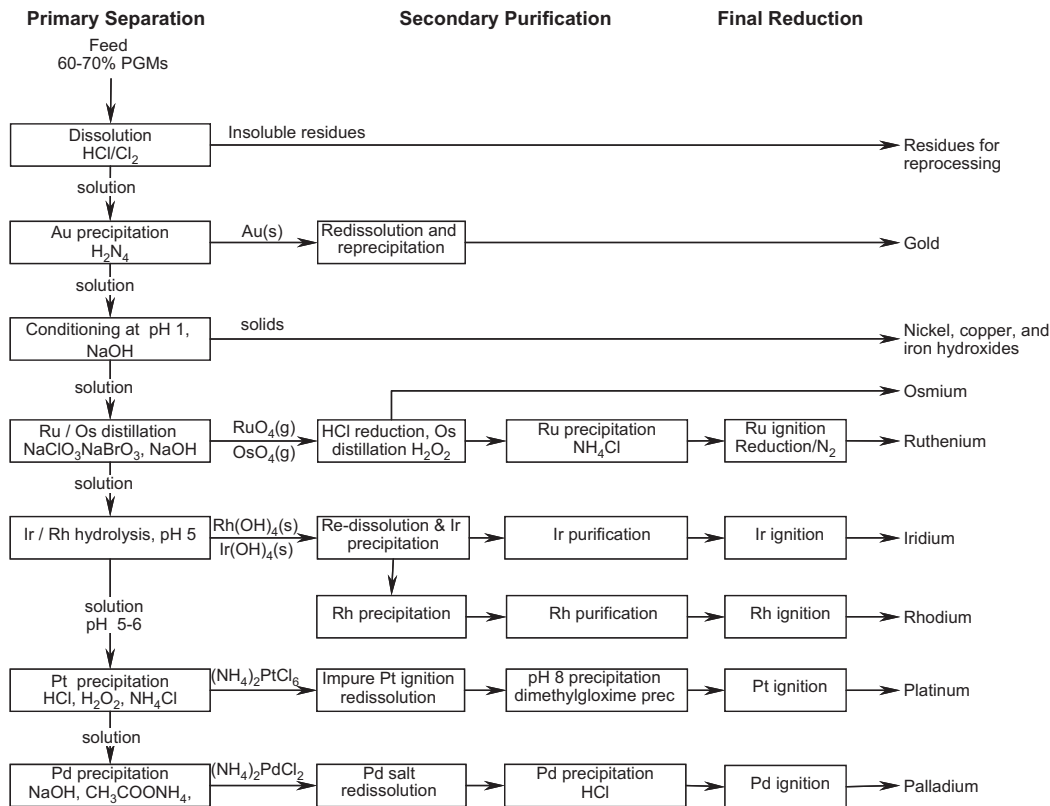 Primary Separation
Secondary Purification
Final Reduction
Feed
60-70% PGMs
Dissolution
HCl/Cl₂
Insoluble residues
Residues for
reprocessing
solution
Au precipitation
H₂N₄
Au(s)
Redissolution and
reprecipitation
Gold
solution
Conditioning at pH 1,
NaOH
solids
Nickel, copper, and
iron hydroxides
solution
Osmium
Ru / Os distillation
NaClO₃NaBrO₃, NaOH
RuO₄(g)
OsO₄(g)
HCl reduction, Os
distillation H₂O₂
Ru precipitation
NH₄Cl
Ru ignition
Reduction/N₂
Ruthenium
solution
Ir / Rh hydrolysis, pH 5
Rh(OH)₄(s)
Ir(OH)₄(s)
Re-dissolution & Ir
precipitation
Ir purification
Ir ignition
Iridium
solution
pH 5-6
Rh precipitation
Rh purification
Rh ignition
Rhodium
Pt precipitation
HCl, H₂O₂, NH₄Cl
(NH₄)₂PtCl₆
Impure Pt ignition
redissolution
pH 8 precipitation
dimethylgloxime prec
Pt ignition
Platinum
solution
Pd precipitation
NaOH, CH₃COONH₄,
(NH₄)₂PdCl₂
Pd salt
redissolution
Pd precipitation
HCl
Pd ignition
Palladium